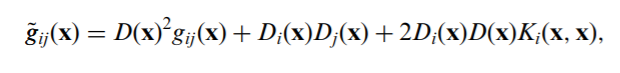 g̃ᵢⱼ(𝐱) = D(𝐱)²gᵢⱼ(𝐱) + Dᵢ(𝐱)Dⱼ(𝐱) + 2Dᵢ(𝐱)D(𝐱)Kᵢ(𝐱, 𝐱),